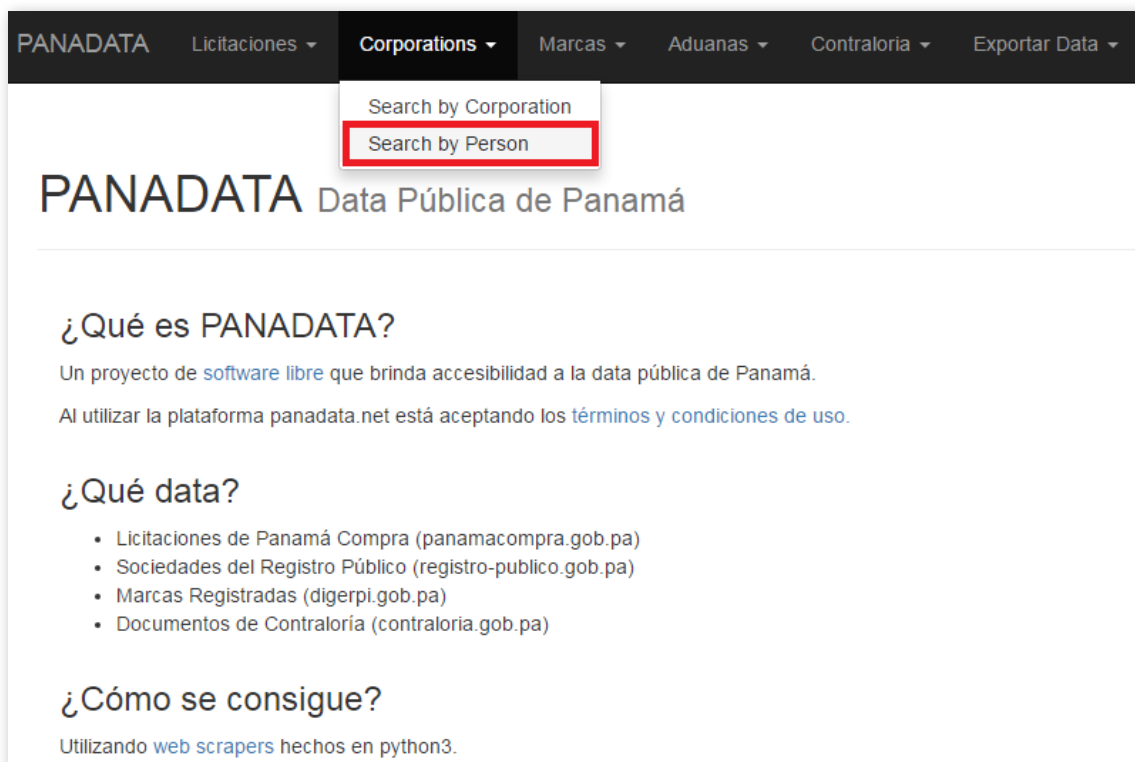 PANADATA Licitaciones Corporations Marcas Aduanas Contraloria Exportar Data
Search by Corporation
Search by Person
PANADATA Data Pública de Panamá
¿Qué es PANADATA?
Un proyecto de software libre que brinda accesibilidad a la data pública de Panamá.
Al utilizar la plataforma panadata.net está aceptando los términos y condiciones de uso.
¿Qué data?
• Licitaciones de Panamá Compra (panamacompra.gob.pa)
• Sociedades del Registro Público (registro-publico.gob.pa)
• Marcas Registradas (digerpi.gob.pa)
• Documentos de Contraloría (contraloria.gob.pa)
¿Cómo se consigue?
Utilizando web scrapers hechos en python3.